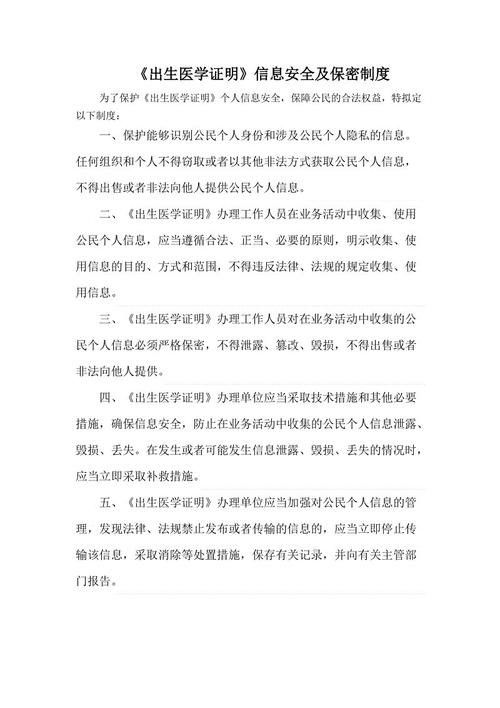 《出生医学证明》信息安全及保密制度
为了保护《出生医学证明》个人信息安全，保障公民的合法权益，特拟定
以下制度：
一、保护能够识别公民个人身份和涉及公民个人隐私的信息。
任何组织和个人不得窃取或者以其他非法方式获取公民个人信息，
不得出售或者非法向他人提供公民个人信息。
二、《出生医学证明》办理工作人员在业务活动中收集、使用
公民个人信息，应当遵循合法、正当、必要的原则，明示收集、使
用信息的目的、方式和范围，不得违反法律、法规的规定收集、使
用信息。
三、《出生医学证明》办理工作人员对在业务活动中收集的公
民个人信息必须严格保密，不得泄露、篡改、毁损，不得出售或者
非法向他人提供。
四、《出生医学证明》办理单位应当采取技术措施和其他必要
措施，确保信息安全，防止在业务活动中收集的公民个人信息泄露、
毁损、丢失。在发生或者可能发生信息泄露、毁损、丢失的情况时，
应当立即采取补救措施。
五、《出生医学证明》办理单位应当加强对公民个人信息的管
理，发现法律、法规禁止发布或者传输的信息的，应当立即停止传
输该信息，采取消除等处置措施，保存有关记录，并向有关主管部
门报告。